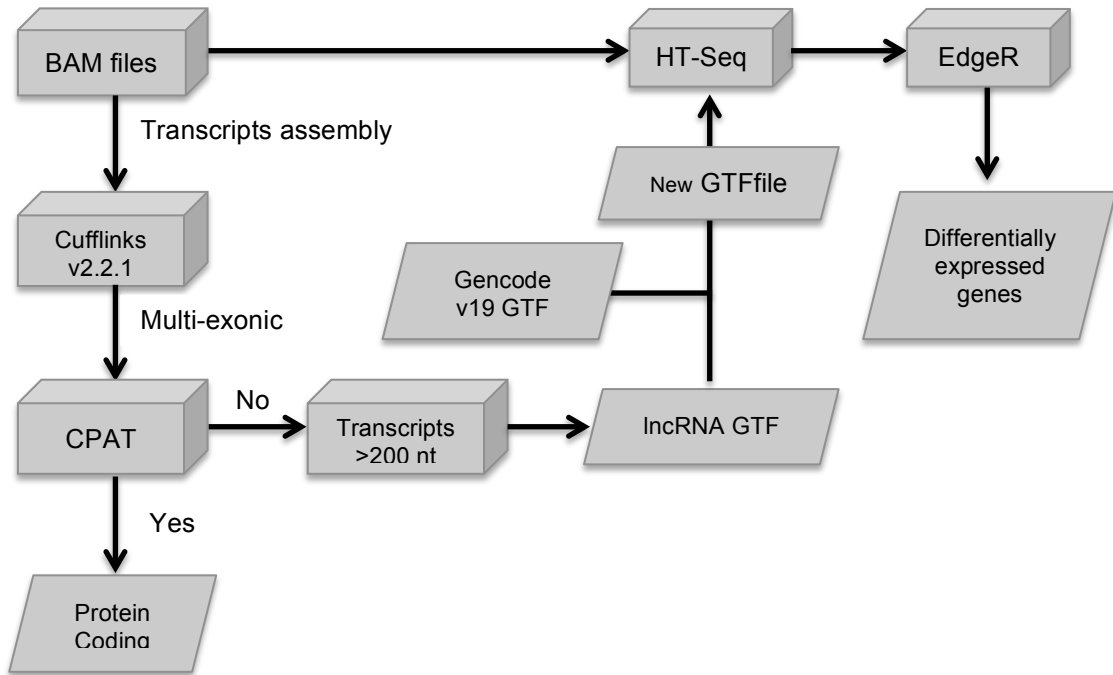 BAM files
HT-Seq
EdgeR
Transcripts assembly
New GTFfile
Cufflinks
v2.2.1
Gencode
v19 GTF
Differentially
expressed
genes
Multi-exonic
CPAT
No
Transcripts
>200 nt
lncRNA GTF
Yes
Protein
Coding